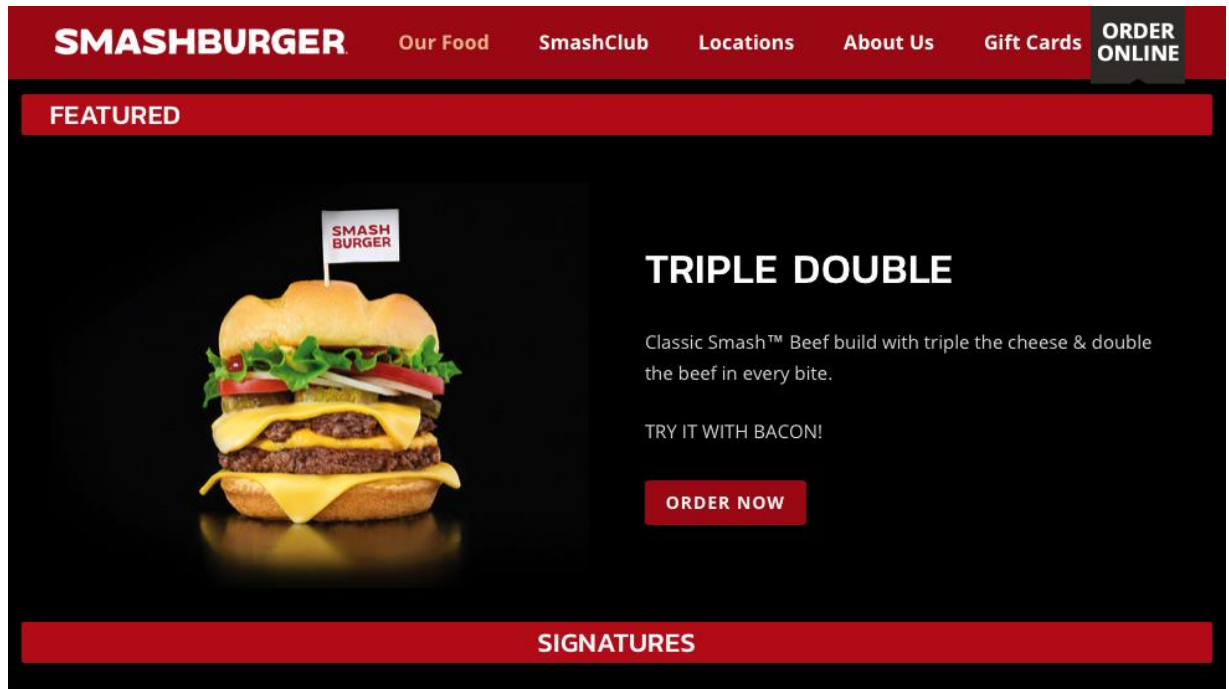 SMASHBURGER
Our Food
SmashClub
Locations
About Us
Gift Cards
ORDER
ONLINE
FEATURED
SMASH
BURGER
TRIPLE DOUBLE
Classic Smash™ Beef build with triple the cheese & double
the beef in every bite.
TRY IT WITH BACON!
ORDER NOW
SIGNATURES